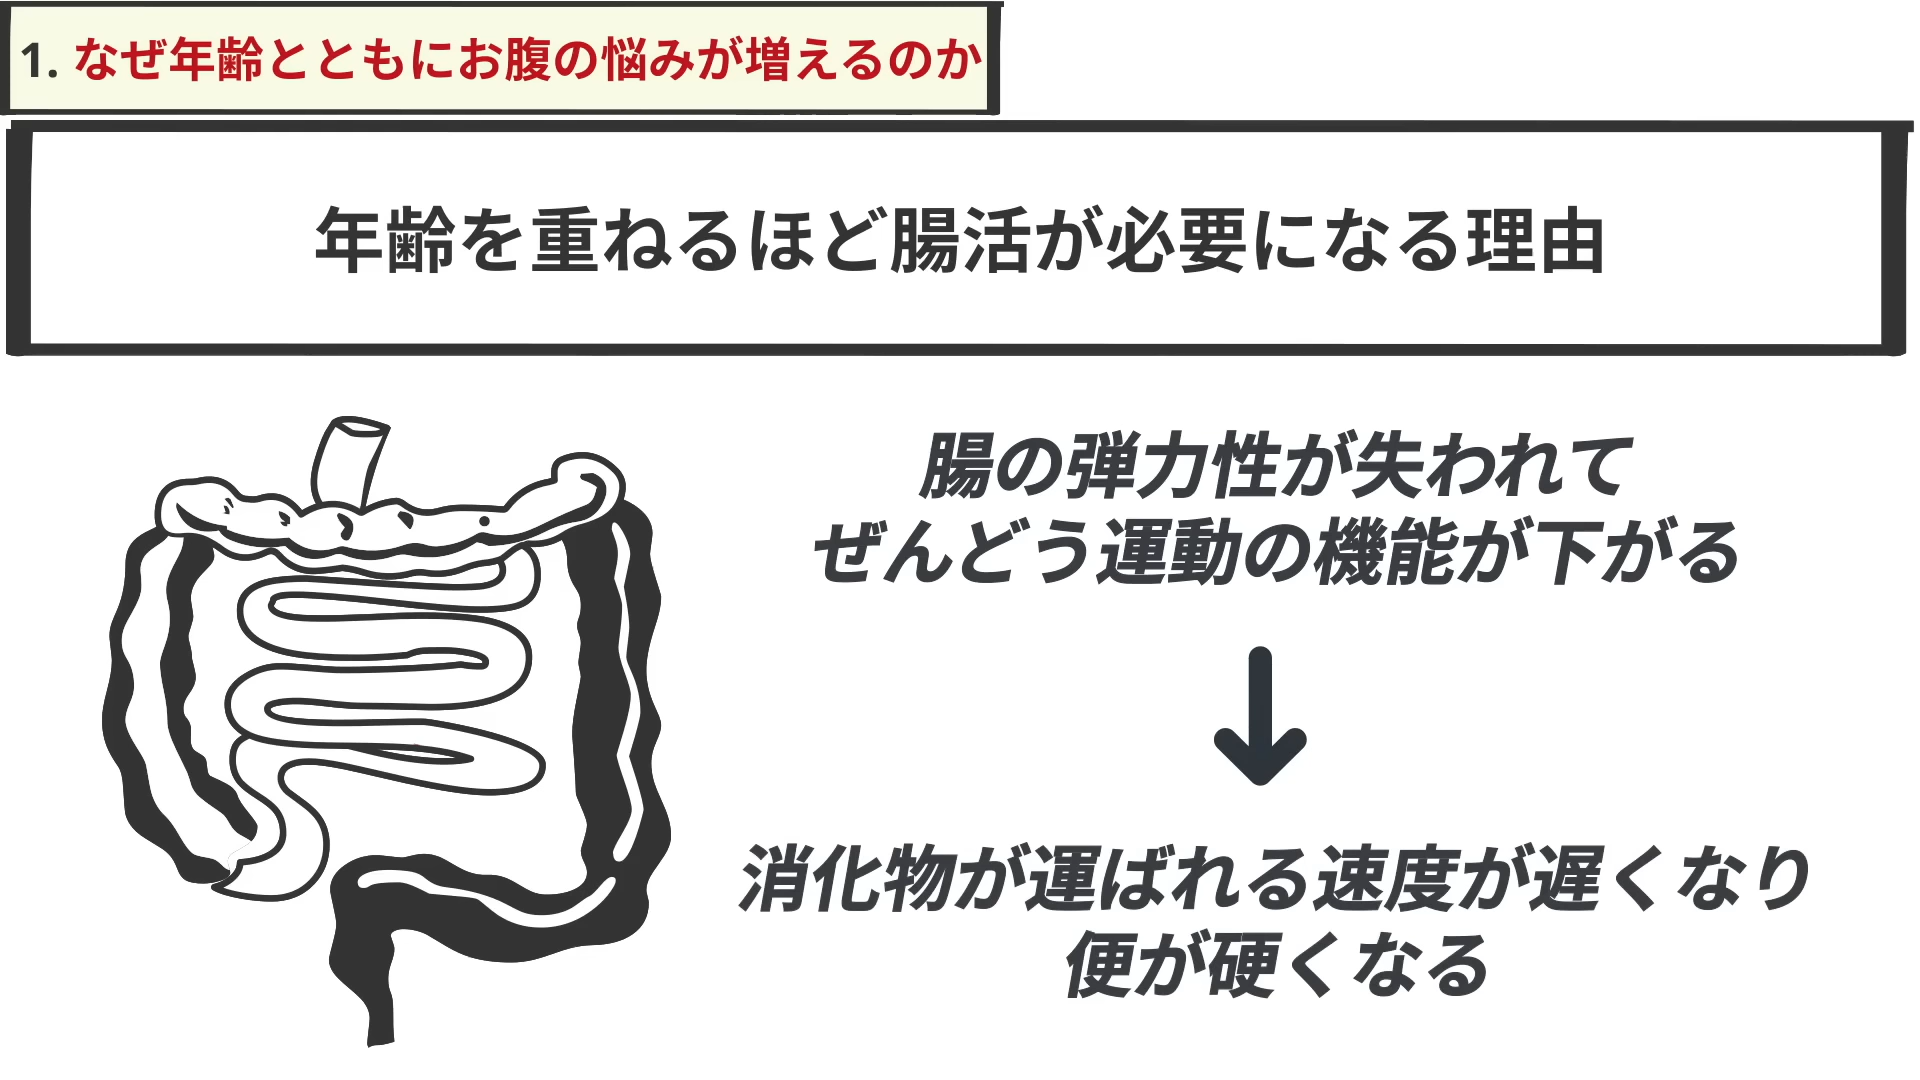 1. なぜ年齢とともにお腹の悩みが増えるのか
年齢を重ねるほど腸活が必要になる理由
腸の弾力性が失われて
ぜんどう運動の機能が下がる
消化物が運ばれる速度が遅くなり
便が硬くなる